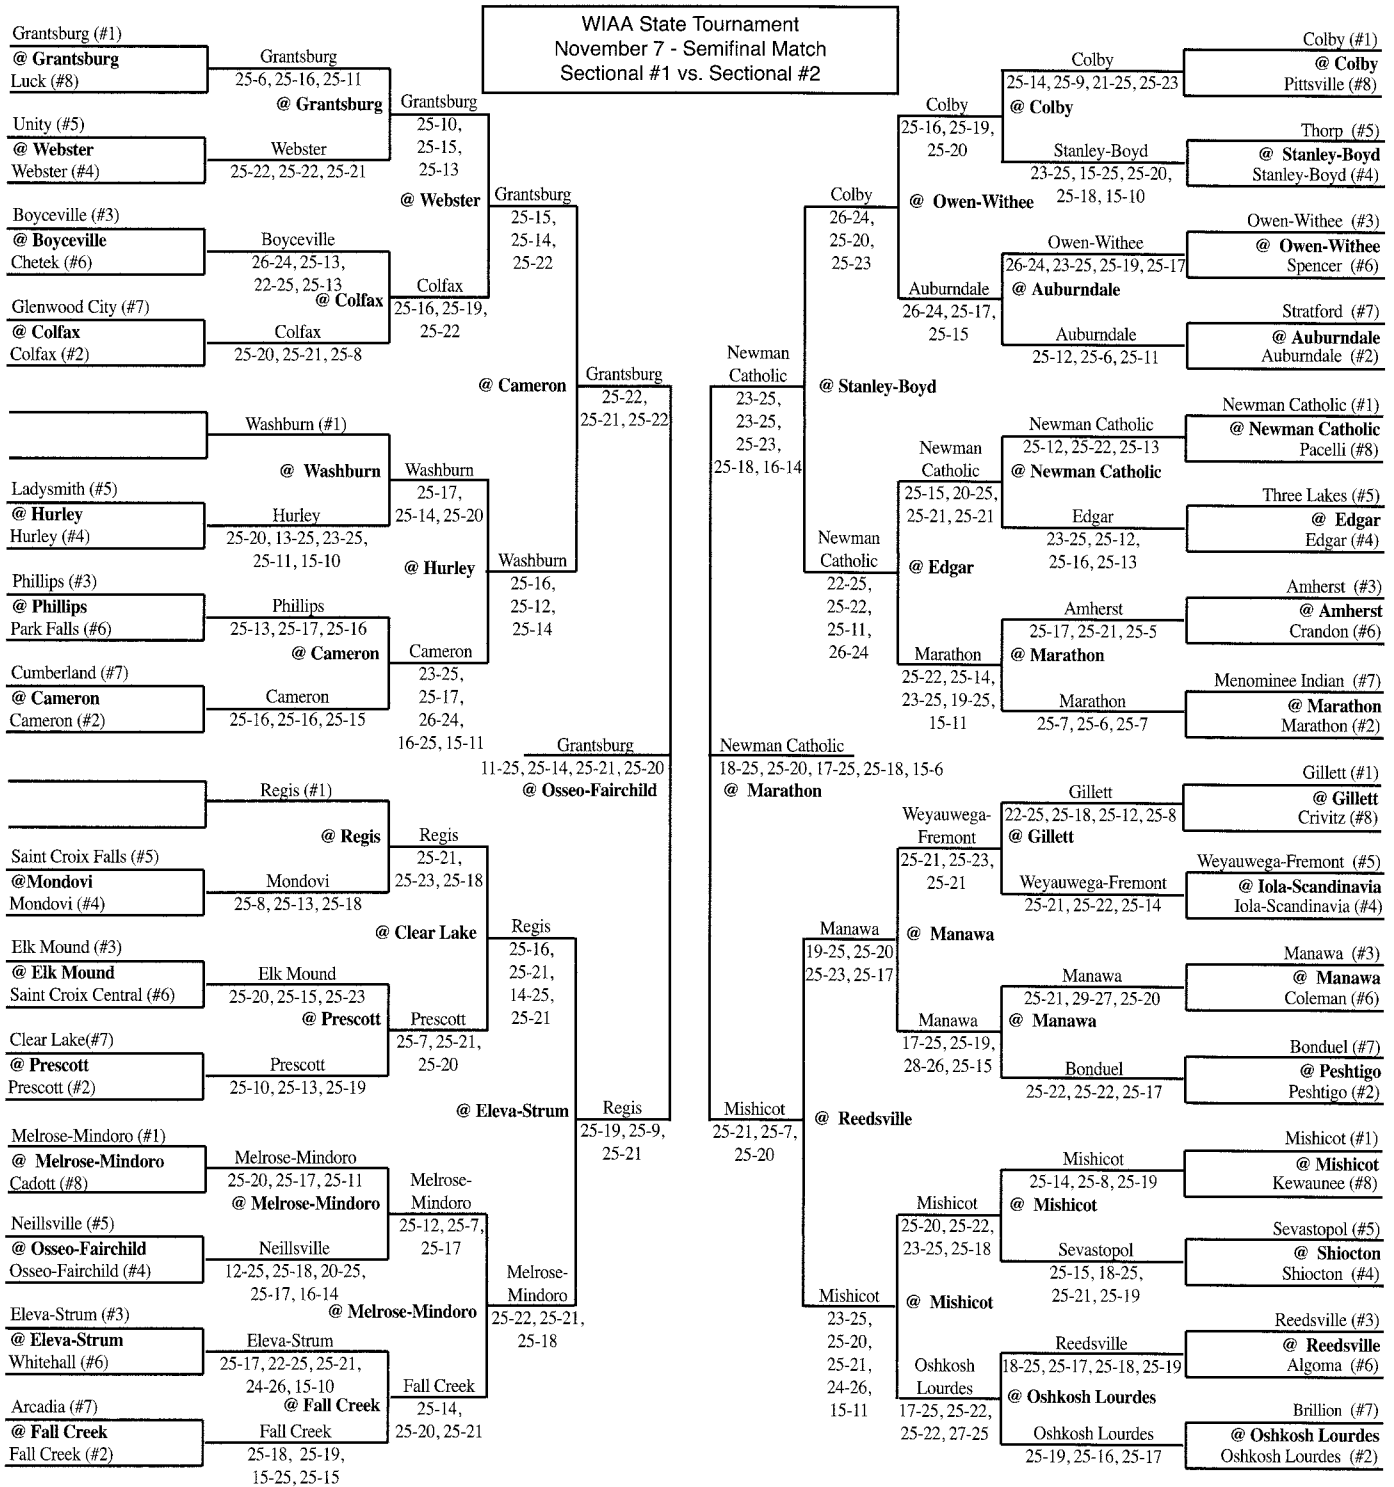 WIAA State Tournament
November 7 - Semifinal Match
Sectional #1 vs. Sectional #2
Grantsburg (#1)
@ Grantsburg
Luck (#8)
Grantsburg
25-6, 25-16, 25-11
@ Grantsburg
Unity (#5)
@ Webster
Webster (#4)
Webster
25-22, 25-22, 25-21
Grantsburg
25-10,
25-15,
25-13
@ Webster
Boyceville (#3)
@ Boyceville
Chetek (#6)
Boyceville
26-24, 25-13,
22-25, 25-13
@ Colfax
Glenwood City (#7)
@ Colfax
Colfax (#2)
Colfax
25-20, 25-21, 25-8
Colfax
25-16, 25-19,
25-22
Grantsburg
25-15,
25-14,
25-22
@ Cameron
Washburn (#1)
@ Washburn
Ladysmith (#5)
@ Hurley
Hurley (#4)
Hurley
25-20, 13-25, 23-25,
25-11, 15-10
Washburn
25-17,
25-14, 25-20
@ Hurley
Phillips (#3)
@ Phillips
Park Falls (#6)
Phillips
25-13, 25-17, 25-16
@ Cameron
Cumberland (#7)
@ Cameron
Cameron (#2)
Cameron
25-16, 25-16, 25-15
Cameron
23-25,
25-17,
26-24,
16-25, 15-11
Washburn
25-16,
25-12,
25-14
Grantsburg
25-22,
25-21, 25-22
Grantsburg
11-25, 25-14, 25-21, 25-20
@ Osseo-Fairchild
Regis (#1)
@ Regis
Saint Croix Falls (#5)
@Mondovi
Mondovi (#4)
Mondovi
25-8, 25-13, 25-18
Regis
25-21,
25-23, 25-18
@ Clear Lake
Elk Mound (#3)
@ Elk Mound
Saint Croix Central (#6)
Elk Mound
25-20, 25-15, 25-23
@ Prescott
Clear Lake(#7)
@ Prescott
Prescott (#2)
Prescott
25-10, 25-13, 25-19
Prescott
25-7, 25-21,
25-20
Regis
25-16,
25-21,
14-25,
25-21
@ Eleva-Strum
Regis
25-19, 25-9,
25-21
Melrose-Mindoro (#1)
@ Melrose-Mindoro
Cadott (#8)
Melrose-Mindoro
25-20, 25-17, 25-11
@ Melrose-Mindoro
Neillsville (#5)
@ Osseo-Fairchild
Osseo-Fairchild (#4)
Neillsville
12-25, 25-18, 20-25,
25-17, 16-14
Melrose-
Mindoro
25-12, 25-7,
25-17
@ Melrose-Mindoro
Eleva-Strum (#3)
@ Eleva-Strum
Whitehall (#6)
Eleva-Strum
25-17, 22-25, 25-21,
24-26, 15-10
@ Fall Creek
Arcadia (#7)
@ Fall Creek
Fall Creek (#2)
Fall Creek
25-18, 25-19,
15-25, 25-15
Fall Creek
25-14,
25-20, 25-21
Melrose-
Mindoro
25-22, 25-21,
25-18
Colby (#1)
@ Colby
Pittsville (#8)
Colby
25-14, 25-9, 21-25, 25-23
@ Colby
Thorp (#5)
@ Stanley-Boyd
Stanley-Boyd (#4)
Stanley-Boyd
23-25, 15-25, 25-20,
25-18, 15-10
Colby
25-16, 25-19,
25-20
@ Owen-Withee
Owen-Withee (#3)
@ Owen-Withee
Spencer (#6)
Owen-Withee
26-24, 23-25, 25-19, 25-17
@ Auburndale
Stratford (#7)
@ Auburndale
Auburndale (#2)
Auburndale
25-12, 25-6, 25-11
Auburndale
26-24, 25-17,
25-15
Colby
26-24,
25-20,
25-23
@ Stanley-Boyd
Newman
Catholic
23-25,
23-25,
25-23,
25-18, 16-14
Newman Catholic (#1)
@ Newman Catholic
Pacelli (#8)
Newman Catholic
25-12, 25-22, 25-13
@ Newman Catholic
Three Lakes (#5)
@ Edgar
Edgar (#4)
Edgar
23-25, 25-12,
25-16, 25-13
Newman
Catholic
25-15, 20-25,
25-21, 25-21
@ Edgar
Newman
Catholic
22-25,
25-22,
25-11,
26-24
Amherst (#3)
@ Amherst
Crandon (#6)
Amherst
25-17, 25-21, 25-5
@ Marathon
Menominee Indian (#7)
@ Marathon
Marathon (#2)
Marathon
25-7, 25-6, 25-7
Marathon
25-22, 25-14,
23-25, 19-25,
15-11
Newman Catholic
18-25, 25-20, 17-25, 25-18, 15-6
@ Marathon
Gillett (#1)
@ Gillett
Crivitz (#8)
Gillett
22-25, 25-18, 25-12, 25-8
@ Gillett
Weyauwega-Fremont (#5)
@ Iola-Scandinavia
Iola-Scandinavia (#4)
Weyauwega-Fremont
25-21, 25-22, 25-14
Weyauwega-
Fremont
25-21, 25-23,
25-21
@ Manawa
Manawa
19-25, 25-20
25-23, 25-17
Manawa (#3)
@ Manawa
Coleman (#6)
Manawa
25-21, 29-27, 25-20
@ Manawa
Bonduel (#7)
@ Peshtigo
Peshtigo (#2)
Bonduel
25-22, 25-22, 25-17
Manawa
17-25, 25-19,
28-26, 25-15
Mishicot
25-21, 25-7,
25-20
@ Reedsville
Mishicot (#1)
@ Mishicot
Kewaunee (#8)
Mishicot
25-14, 25-8, 25-19
@ Mishicot
Sevastopol (#5)
@ Shiocton
Shiocton (#4)
Sevastopol
25-15, 18-25,
25-21, 25-19
Mishicot
25-20, 25-22,
23-25, 25-18
@ Mishicot
Mishicot
23-25,
25-20,
25-21,
24-26,
15-11
Reedsville (#3)
@ Reedsville
Algoma (#6)
Reedsville
18-25, 25-17, 25-18, 25-19
@ Oshkosh Lourdes
Brillion (#7)
@ Oshkosh Lourdes
Oshkosh Lourdes (#2)
Oshkosh Lourdes
25-19, 25-16, 25-17
Oshkosh
Lourdes
17-25, 25-22,
25-22, 27-25